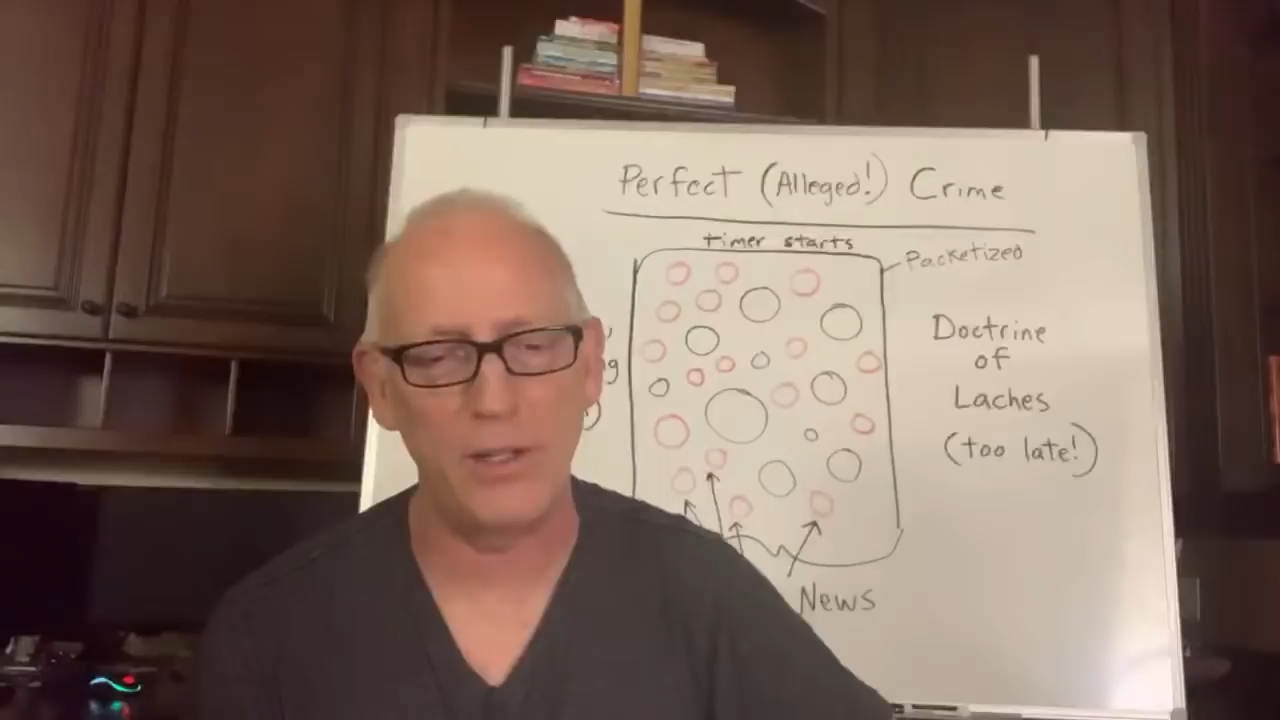 Perfect (Alleged!) Crime
timer starts
Packetized
Doctrine
of
Laches
(too late!)
News